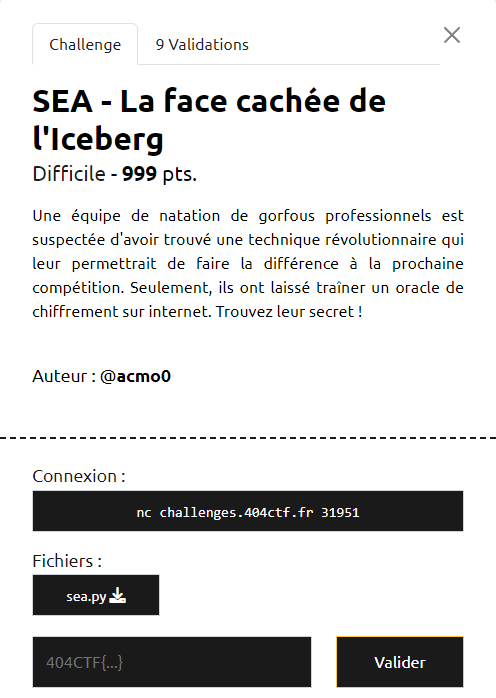 Challenge
9 Validations
SEA - La face cachée de
l'Iceberg
Difficile - 999 pts.
Une équipe de natation de gorfous professionnels est
suspectée d'avoir trouvé une technique révolutionnaire qui
leur permettrait de faire la différence à la prochaine
compétition. Seulement, ils ont laissé traîner un oracle de
chiffrement sur internet. Trouvez leur secret !
Auteur : @acmo0
Connexion :
nc challenges.404ctf.fr 31951
Fichiers :
sea.py
404CTF{...}
Valider